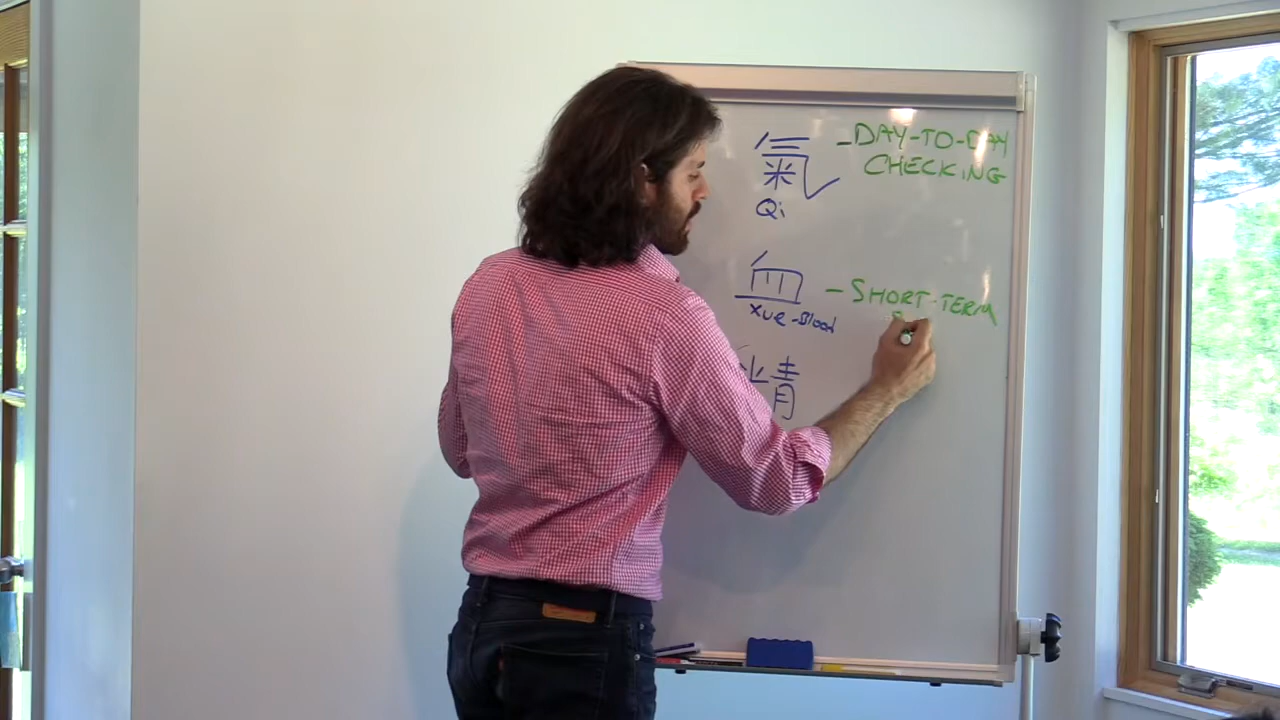 氣 - DAY-TO-DAY
CHECKING
Qi
血 - SHORT-TERM
XUE - Blood